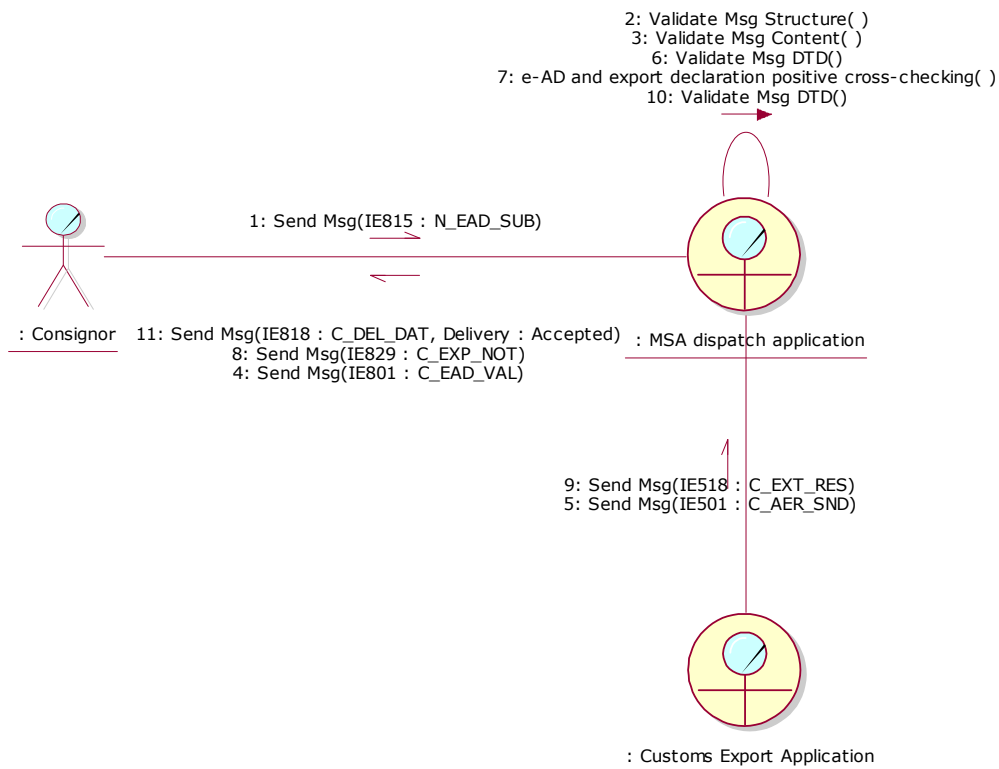 2: Validate Msg Structure( )
3: Validate Msg Content( )
6: Validate Msg DTD()
7: e-AD and export declaration positive cross-checking( )
10: Validate Msg DTD()
1: Send Msg(IE815 : N_EAD_SUB)
: Consignor
11: Send Msg(IE818 : C_DEL_DAT, Delivery : Accepted)
8: Send Msg(IE829 : C_EXP_NOT)
4: Send Msg(IE801 : C_EAD_VAL)
: MSA dispatch application
9: Send Msg(IE518 : C_EXT_RES)
5: Send Msg(IE501 : C_AER_SND)
: Customs Export Application